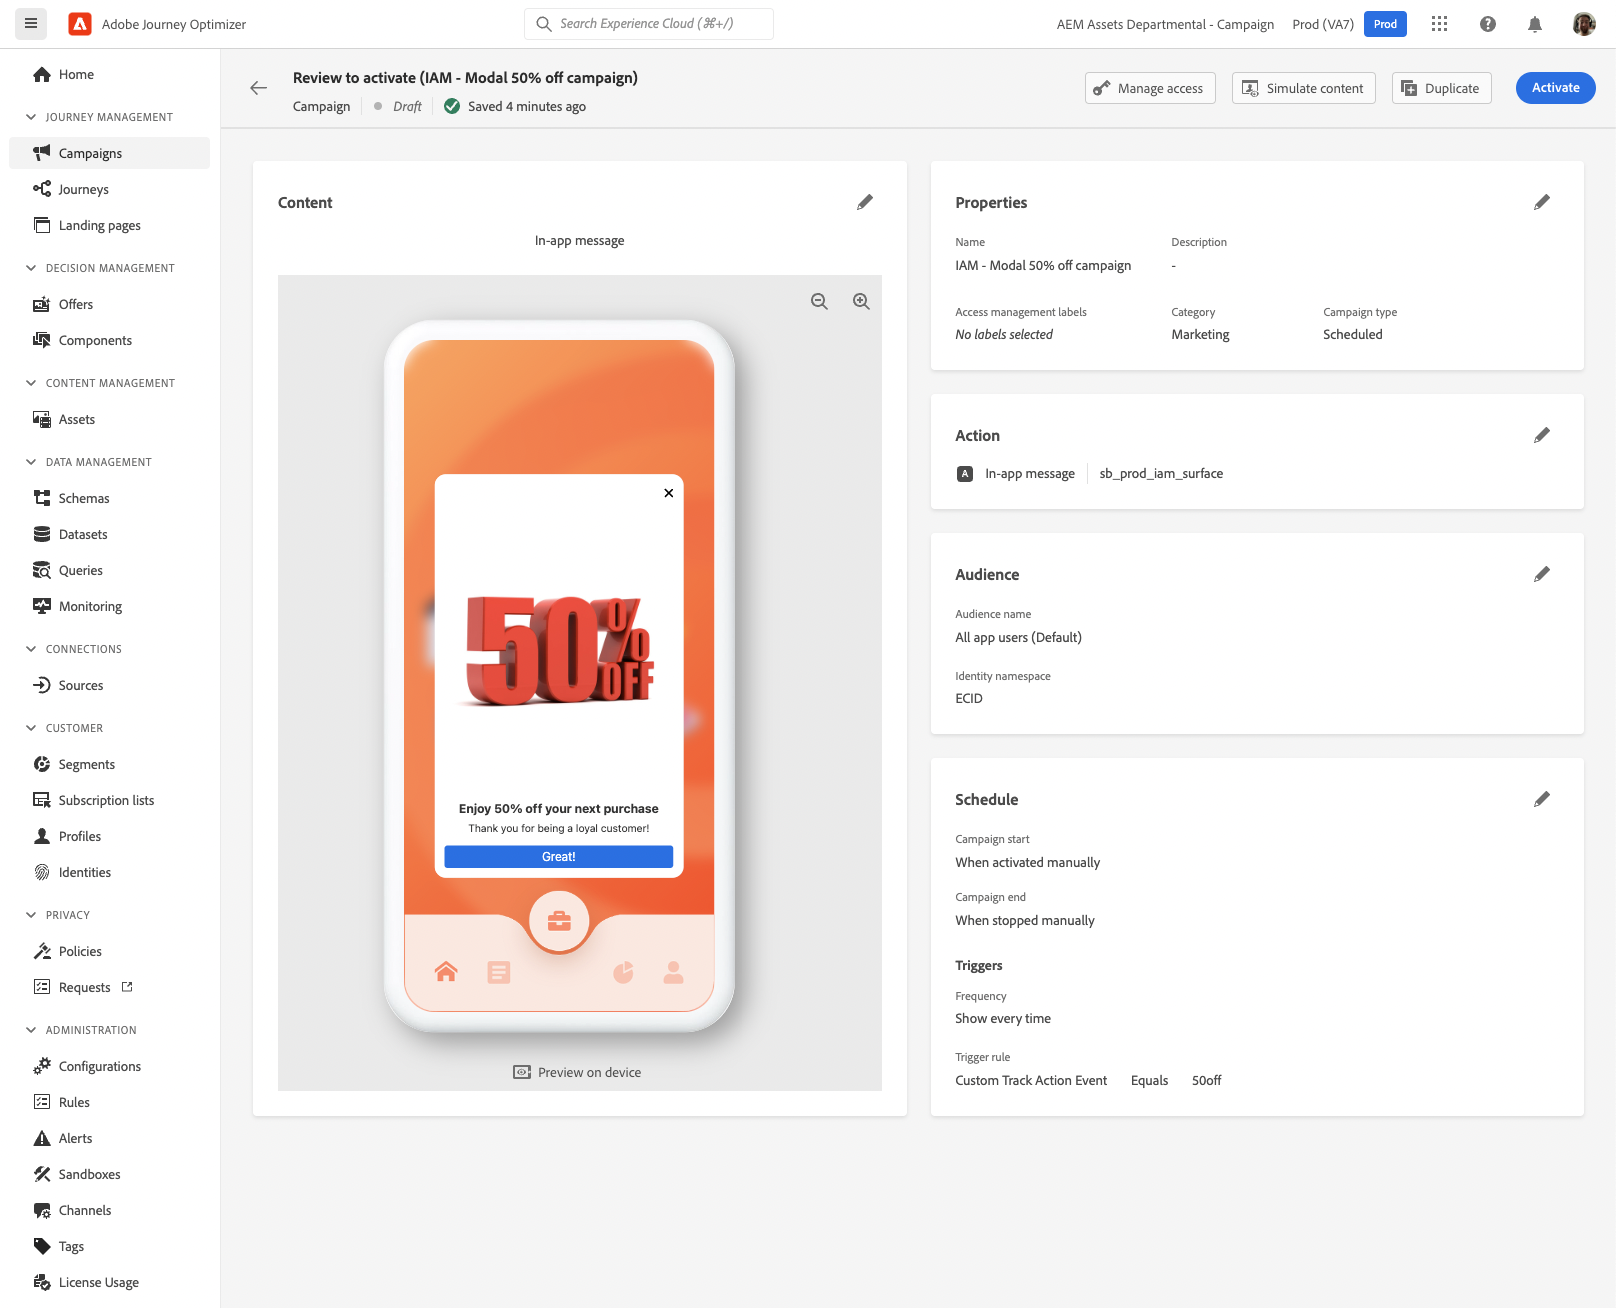 Adobe Journey Optimizer
Search Experience Cloud (⌘+/)
AEM Assets Departmental - Campaign
Prod (VA7)
Prod
Home
JOURNEY MANAGEMENT
Campaigns
Journeys
Landing pages
DECISION MANAGEMENT
Offers
Components
CONTENT MANAGEMENT
Assets
DATA MANAGEMENT
Schemas
Datasets
Queries
Monitoring
CONNECTIONS
Sources
CUSTOMER
Segments
Subscription lists
Profiles
Identities
PRIVACY
Policies
Requests
ADMINISTRATION
Configurations
Rules
Alerts
Sandboxes
Channels
Tags
License Usage
Review to activate (IAM - Modal 50% off campaign)
Campaign
Draft
Saved 4 minutes ago
Manage access
Simulate content
Duplicate
Activate
Content
In-app message
50% OFF
Enjoy 50% off your next purchase
Thank you for being a loyal customer!
Great!
Preview on device
Properties
Name
IAM - Modal 50% off campaign
Description
-
Access management labels
No labels selected
Category
Marketing
Campaign type
Scheduled
Action
A
In-app message
sb_prod_iam_surface
Audience
Audience name
All app users (Default)
Identity namespace
ECID
Schedule
Campaign start
When activated manually
Campaign end
When stopped manually
Triggers
Frequency
Show every time
Trigger rule
Custom Track Action Event Equals 50off